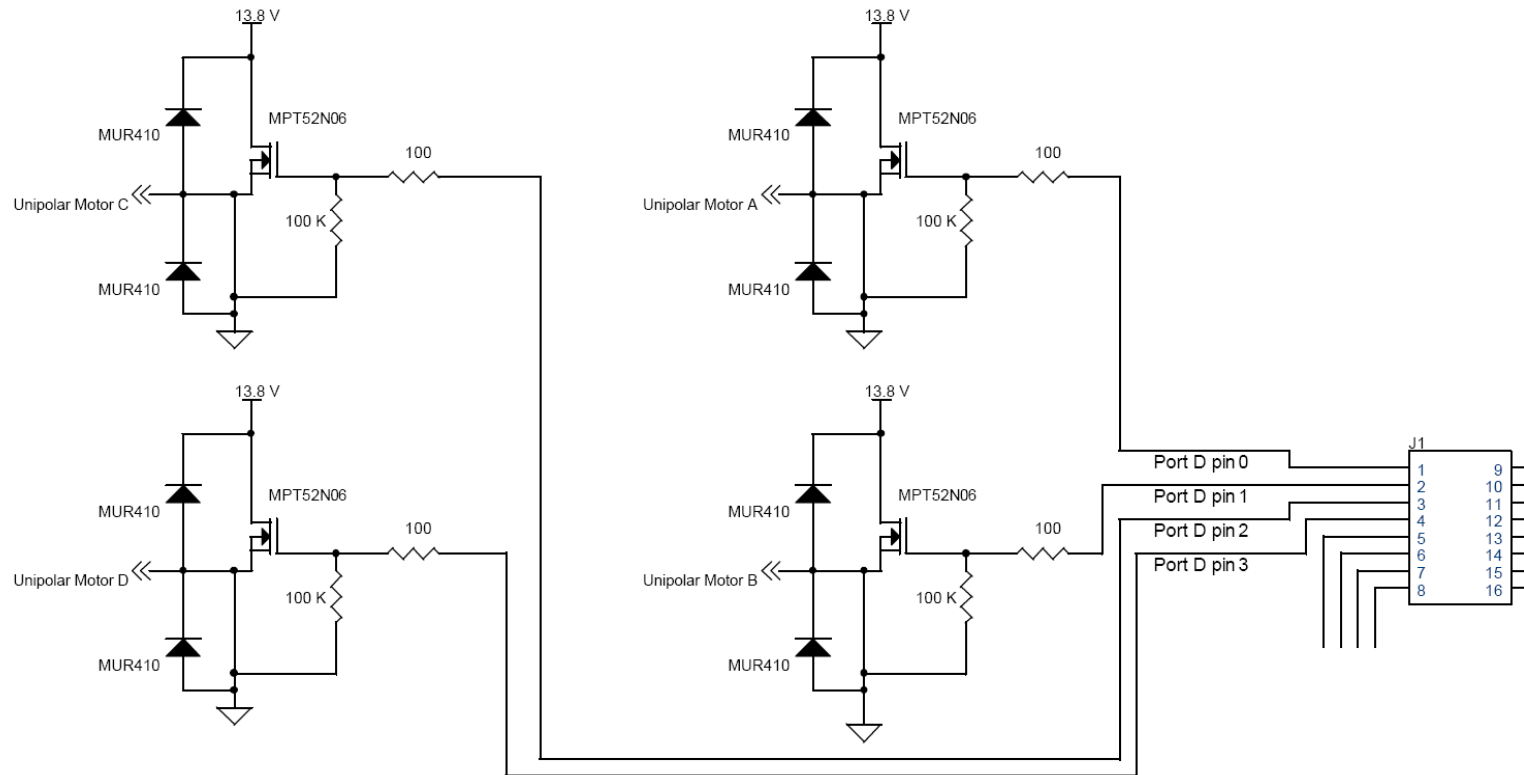 13.8 V
MUR410
MPT52N06
100
Unipolar Motor C
100 K
MUR410
13.8 V
MUR410
MPT52N06
100
Unipolar Motor A
100 K
MUR410
13.8 V
MUR410
MPT52N06
100
Unipolar Motor D
100 K
MUR410
13.8 V
MUR410
MPT52N06
100
Unipolar Motor B
100 K
MUR410
J1
Port D pin 0
Port D pin 1
Port D pin 2
Port D pin 3
1 9
2 10
3 11
4 12
5 13
6 14
7 15
8 16